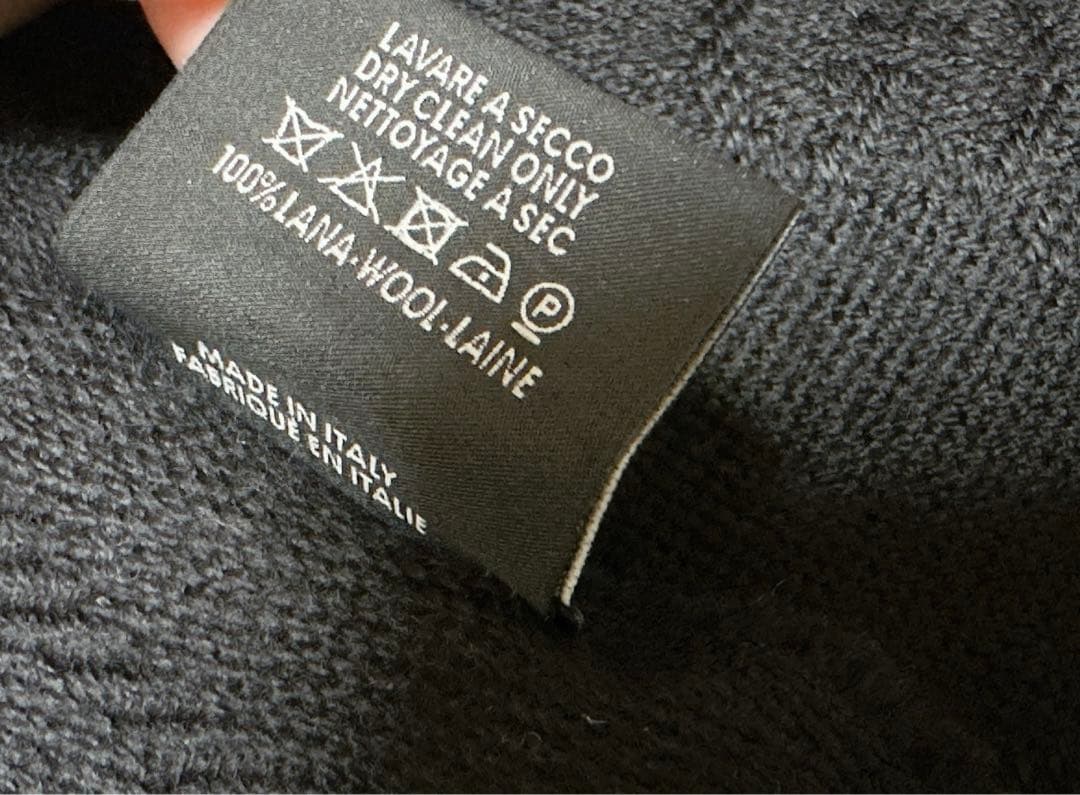 LAVARE A SECCO
DRY CLEAN ONLY
NETTOYAGE A SEC
P
100% LANA·WOOL·LAINE
MADE IN ITALY
FABRIQUE EN ITALIE